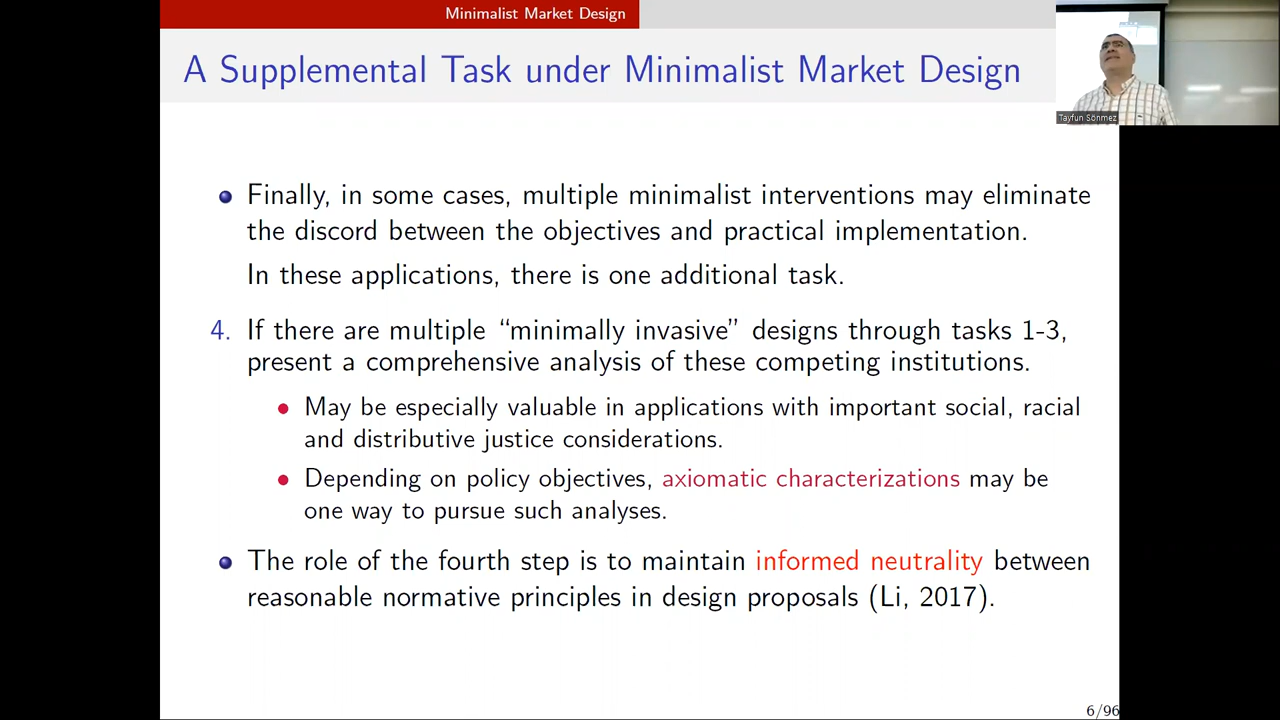 Minimalist Market Design
A Supplemental Task under Minimalist Market Design
Tayfun Sönmez
Finally, in some cases, multiple minimalist interventions may eliminate
the discord between the objectives and practical implementation.
In these applications, there is one additional task.
4. If there are multiple “minimally invasive” designs through tasks 1-3,
present a comprehensive analysis of these competing institutions.
May be especially valuable in applications with important social, racial
and distributive justice considerations.
Depending on policy objectives, axiomatic characterizations may be
one way to pursue such analyses.
The role of the fourth step is to maintain informed neutrality between
reasonable normative principles in design proposals (Li, 2017).
6/96